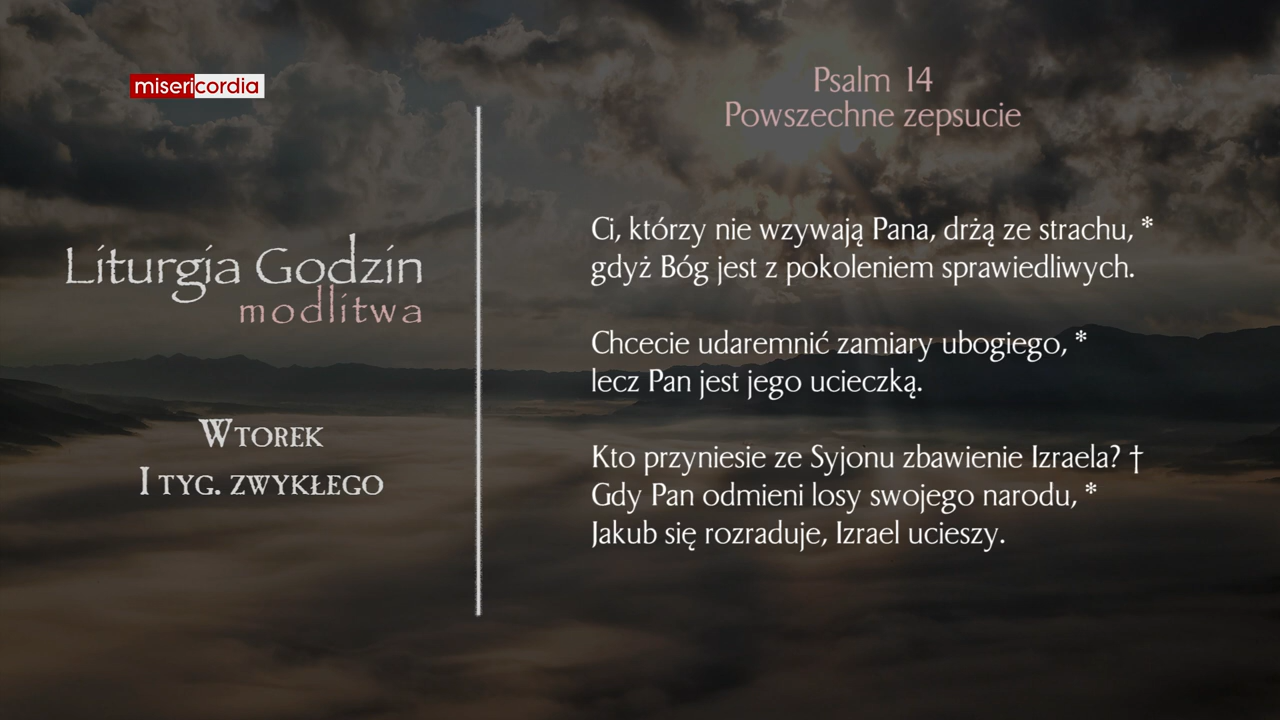 misericordia
Liturgia Godzin
modlitwa
Wtorek
I tyg. zwykłego
Psalm 14
Powszechne zepsucie
Ci, którzy nie wzywają Pana, drżą ze strachu, *
gdyż Bóg jest z pokoleniem sprawiedliwych.
Chcecie udaremnić zamiary ubogiego, *
lecz Pan jest jego ucieczką.
Kto przyniesie ze Syjonu zbawienie Izraela? †
Gdy Pan odmieni losy swojego narodu, *
Jakub się rozraduje, Izrael ucieszy.